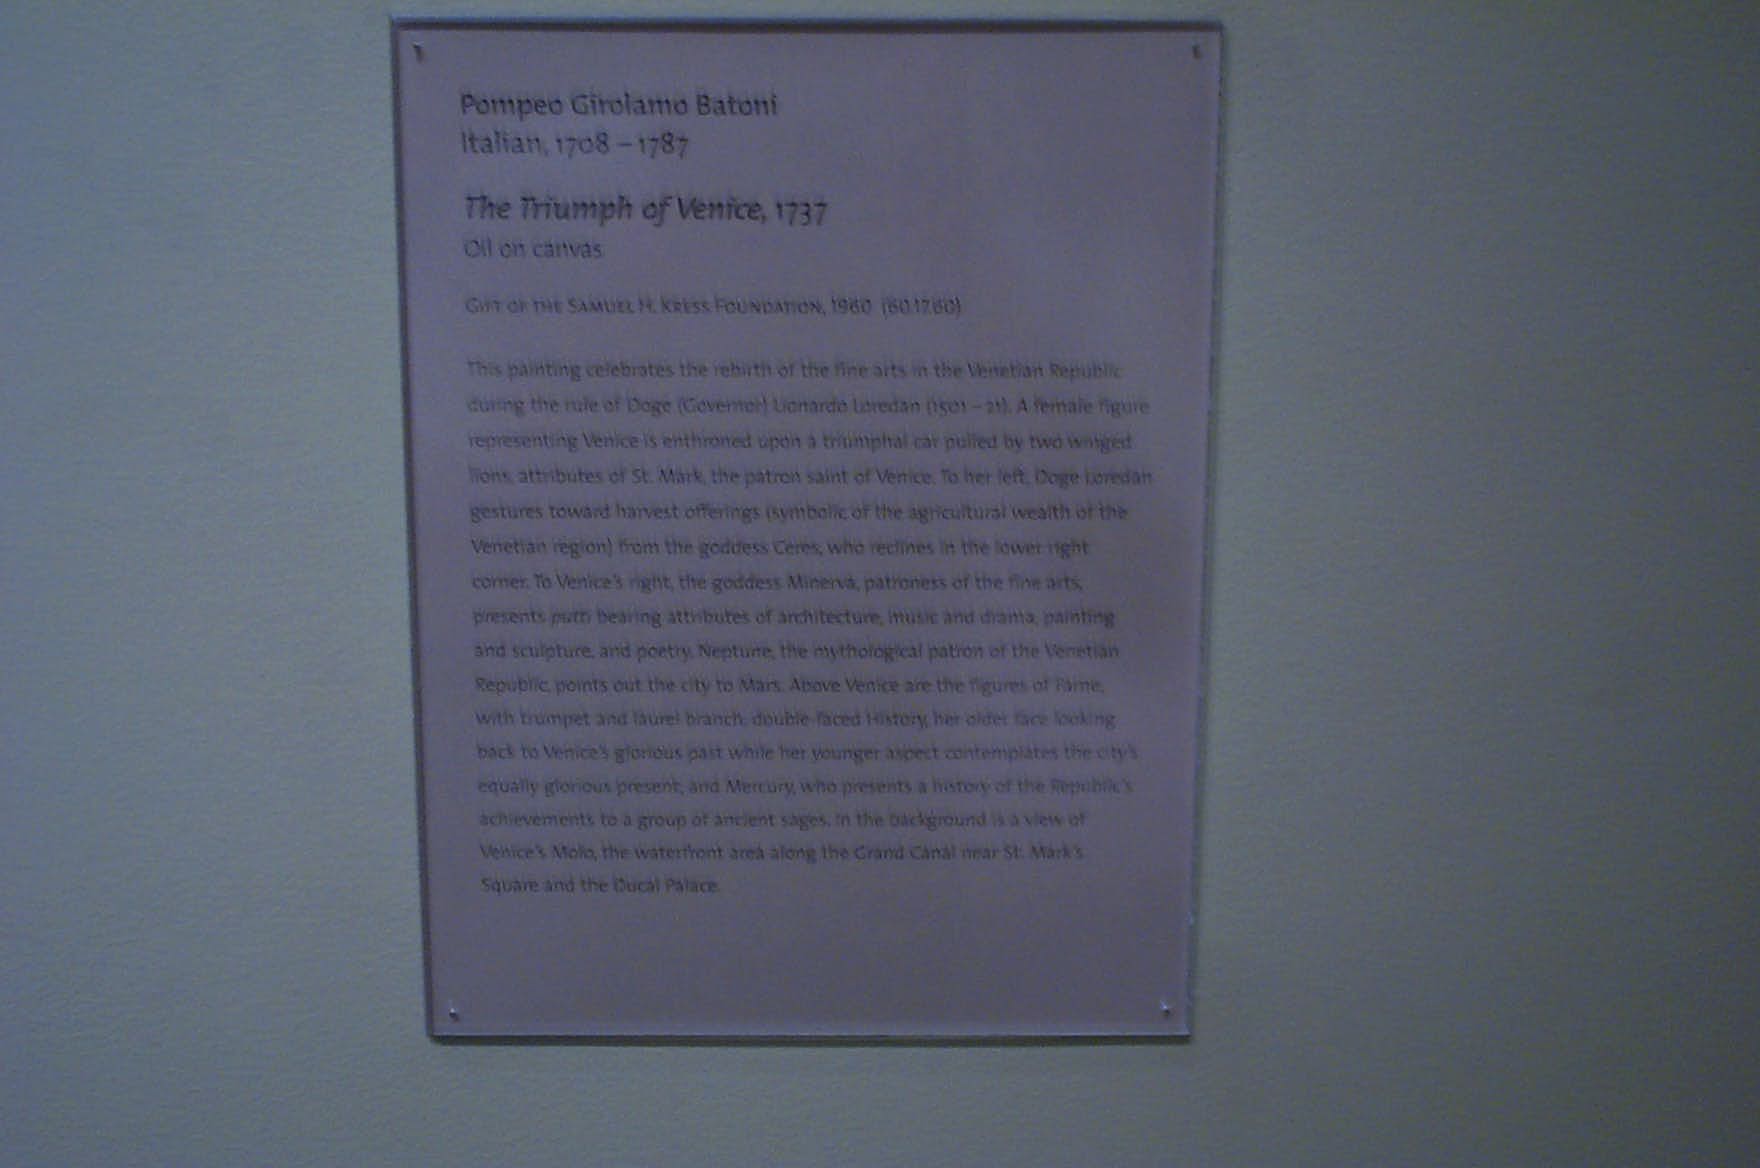 Pompeo Girolamo Batoni
Italian, 1708 – 1787
The Triumph of Venice, 1737
Oil on canvas
GIFT OF THE SAMUEL H. KRESS FOUNDATION, 1960 (60.17.60)
This painting celebrates the rebirth of the fine arts in the Venetian Republic
during the rule of Doge (Governor) Lionardo Loredan (1501 – 21). A female figure
representing Venice is enthroned upon a triumphal car pulled by two winged
lions, attributes of St. Mark, the patron saint of Venice. To her left, Doge Loredan
gestures toward harvest offerings (symbolic of the agricultural wealth of the
Venetian region) from the goddess Ceres, who reclines in the lower right
corner. To Venice's right, the goddess Minerva, patroness of the fine arts,
presents putti bearing attributes of architecture, music and drama, painting
and sculpture, and poetry. Neptune, the mythological patron of the Venetian
Republic, points out the city to Mars. Above Venice are the figures of Fame,
with trumpet and laurel branch, double-faced History, her older face looking
back to Venice's glorious past while her younger aspect contemplates the city's
equally glorious present, and Mercury, who presents a history of the Republic's
achievements to a group of ancient sages. In the background is a view of
Venice's Molo, the waterfront area along the Grand Canal near St. Mark's
Square and the Ducal Palace.